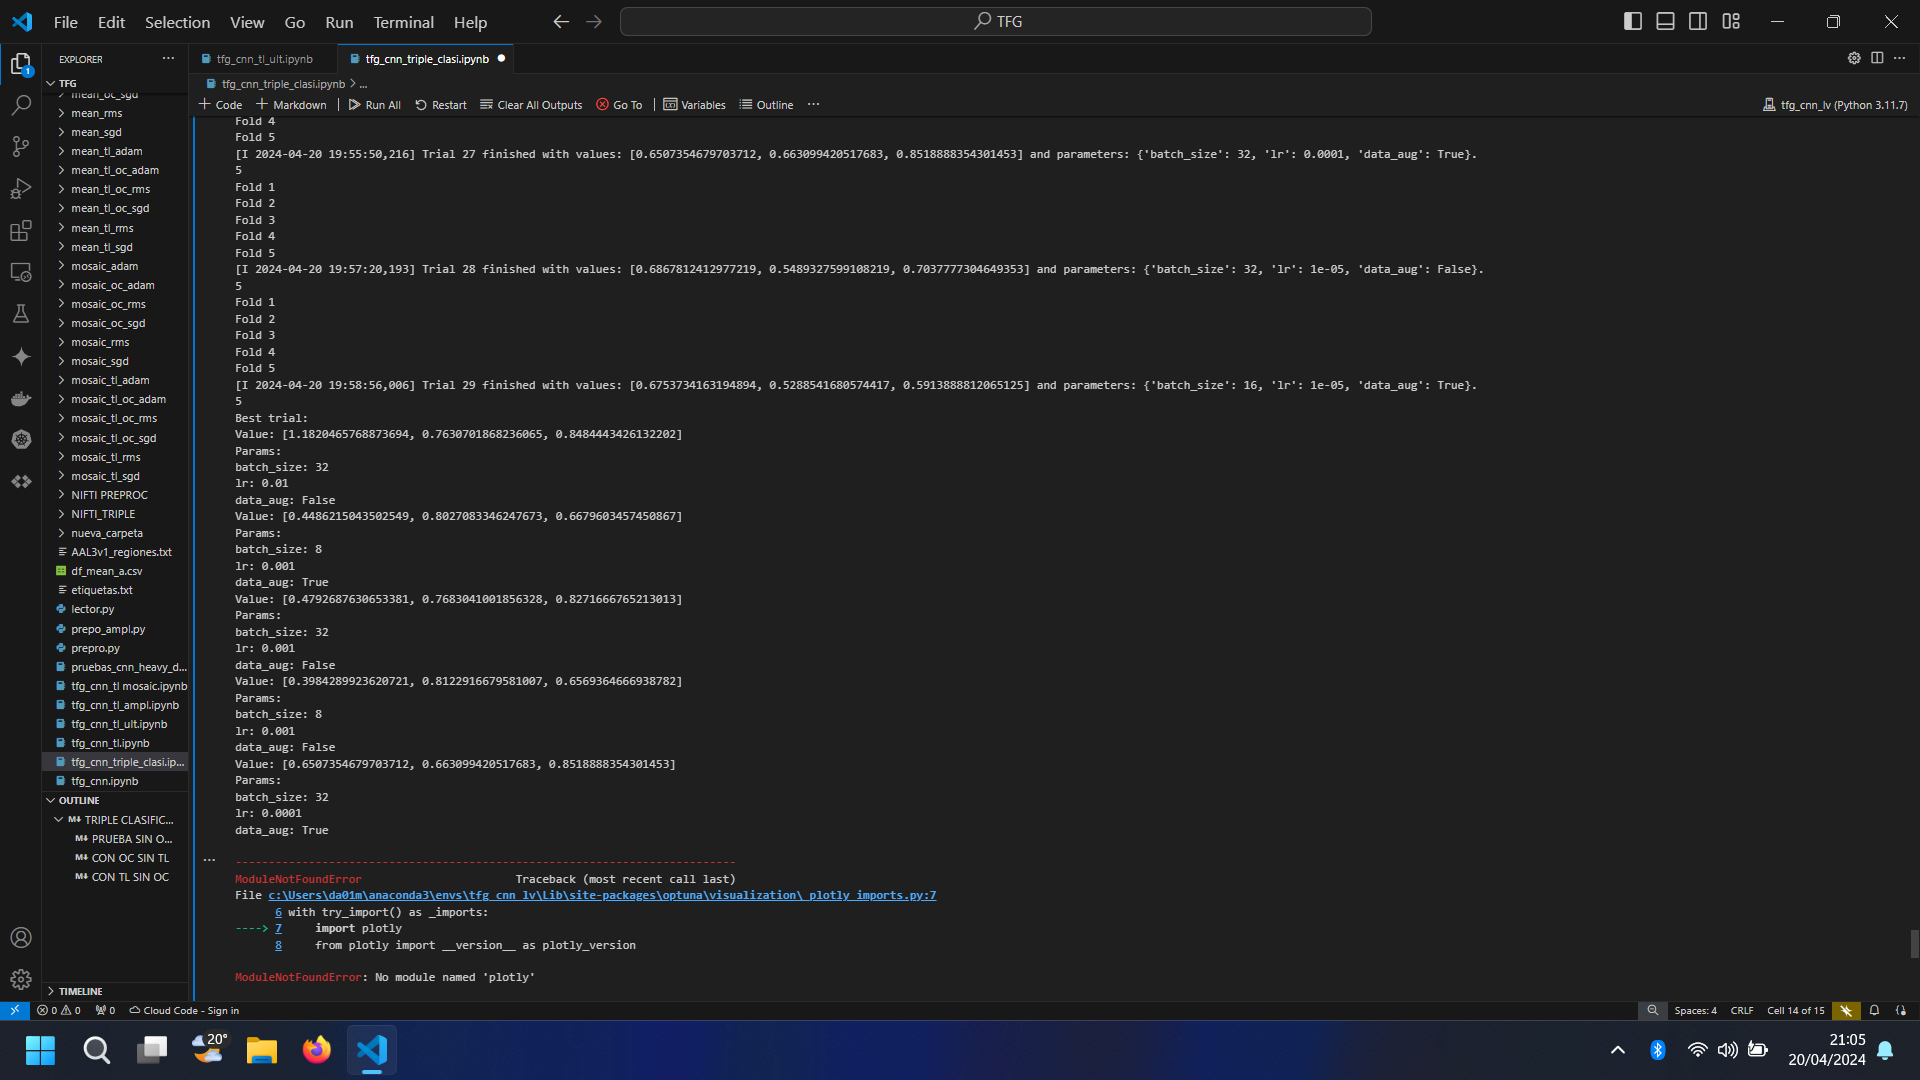 File Edit Selection View Go Run Terminal Help
TFG
EXPLORER
tfg_cnn_tl_ult.ipynb
tfg_cnn_triple_clasi.ipynb
TFG
tfg_cnn_triple_clasi.ipynb > ...
Code
Markdown
Run All
Restart
Clear All Outputs
Go To
Variables
Outline
tfg_cnn_lv (Python 3.11.7)
mean_oc_sgd
mean_rms
mean_sgd
mean_tl_adam
mean_tl_oc_adam
mean_tl_oc_rms
mean_tl_oc_sgd
mean_tl_rms
mean_tl_sgd
mosaic_adam
mosaic_oc_adam
mosaic_oc_rms
mosaic_oc_sgd
mosaic_rms
mosaic_sgd
mosaic_tl_adam
mosaic_tl_oc_adam
mosaic_tl_oc_rms
mosaic_tl_oc_sgd
mosaic_tl_rms
mosaic_tl_sgd
NIFTI PREPROC
NIFTI_TRIPLE
nueva_carpeta
AAL3v1_regiones.txt
df_mean_a.csv
etiquetas.txt
lector.py
prepo_ampl.py
prepro.py
pruebas_cnn_heavy_d...
tfg_cnn_tl mosaic.ipynb
tfg_cnn_tl_ampl.ipynb
tfg_cnn_tl_ult.ipynb
tfg_cnn_tl.ipynb
tfg_cnn_triple_clasi.ip...
tfg_cnn.ipynb
OUTLINE
TRIPLE CLASIFIC...
PRUEBA SIN O...
CON OC SIN TL
CON TL SIN OC
TIMELINE
Fold 4
Fold 5
[I 2024-04-20 19:55:50,216] Trial 27 finished with values: [0.6507354679703712, 0.663099420517683, 0.8518888354301453] and parameters: {'batch_size': 32, 'lr': 0.0001, 'data_aug': True}.
5
Fold 1
Fold 2
Fold 3
Fold 4
Fold 5
[I 2024-04-20 19:57:20,193] Trial 28 finished with values: [0.6867812412977219, 0.5489327599108219, 0.7037777304649353] and parameters: {'batch_size': 32, 'lr': 1e-05, 'data_aug': False}.
5
Fold 1
Fold 2
Fold 3
Fold 4
Fold 5
[I 2024-04-20 19:58:56,006] Trial 29 finished with values: [0.6753734163194894, 0.5288541680574417, 0.5913888812065125] and parameters: {'batch_size': 16, 'lr': 1e-05, 'data_aug': True}.
5
Best trial:
Value: [1.1820465768873694, 0.7630701868236065, 0.8484443426132202]
Params:
batch_size: 32
lr: 0.01
data_aug: False
Value: [0.4486215043502549, 0.8027083346247673, 0.6679603457450867]
Params:
batch_size: 8
lr: 0.001
data_aug: True
Value: [0.4792687630653381, 0.7683041001856328, 0.8271666765213013]
Params:
batch_size: 32
lr: 0.001
data_aug: False
Value: [0.3984289923620721, 0.8122916679581007, 0.6569364666938782]
Params:
batch_size: 8
lr: 0.001
data_aug: False
Value: [0.6507354679703712, 0.663099420517683, 0.8518888354301453]
Params:
batch_size: 32
lr: 0.0001
data_aug: True
---------------------------------------------------------------------------
ModuleNotFoundError Traceback (most recent call last)
File c:\Users\da01m\anaconda3\envs\tfg_cnn_lv\Lib\site-packages\optuna\visualization\_plotly_imports.py:7
6 with try_import() as _imports:
----> 7 import plotly
8 from plotly import __version__ as plotly_version
ModuleNotFoundError: No module named 'plotly'
0 0
0
Cloud Code - Sign in
Spaces: 4
CRLF
Cell 14 of 15
20°
21:05
20/04/2024